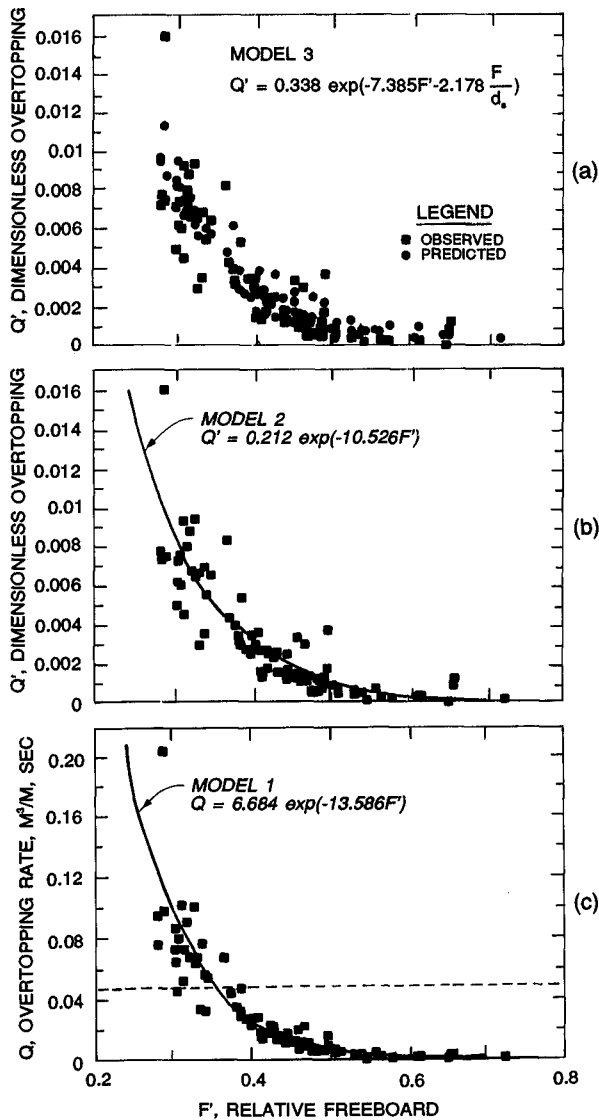 Q', DIMENSIONLESS OVERTOPPING
0.016
0.014
0.012
0.01
0.008
0.006
0.004
0.002
0
MODEL 3
Q' = 0.338 exp(-7.385F'-2.178 F/dₛ)
LEGEND
OBSERVED
PREDICTED
(a)
Q', DIMENSIONLESS OVERTOPPING
0.016
0.014
0.012
0.01
0.008
0.006
0.004
0.002
0
MODEL 2
Q' = 0.212 exp(-10.526F')
(b)
Q, OVERTOPPING RATE, M³/M, SEC
0.20
0.16
0.12
0.08
0.04
0
MODEL 1
Q = 6.684 exp(-13.586F')
(c)
0.2 0.4 0.6 0.8
F', RELATIVE FREEBOARD